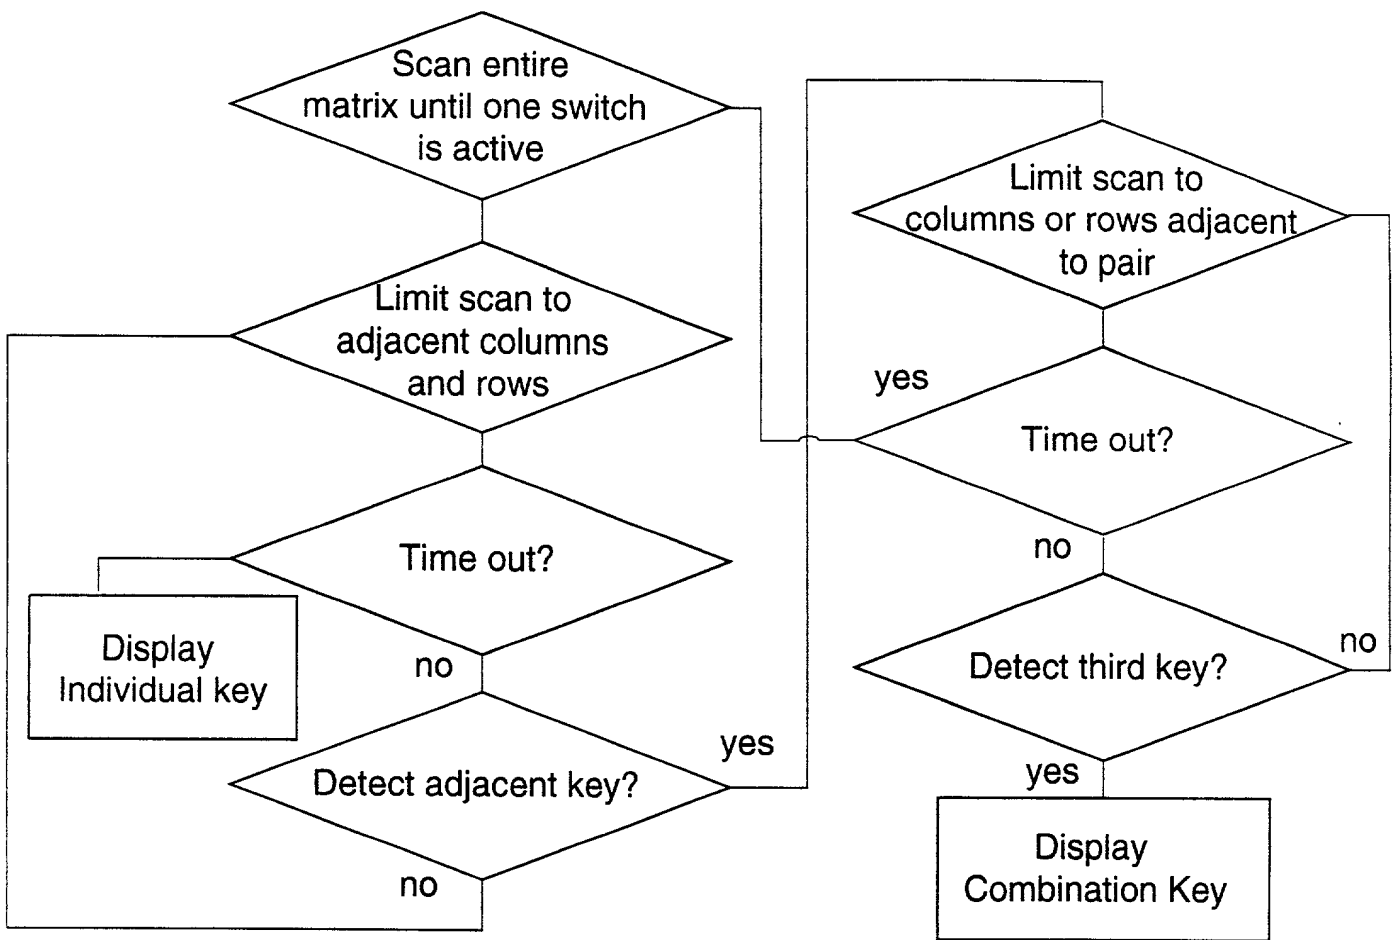 Scan entire
matrix until one switch
is active
Limit scan to
adjacent columns
and rows
Time out?
no
Display
Individual key
Detect adjacent key?
yes
no
Limit scan to
columns or rows adjacent
to pair
yes
Time out?
no
Detect third key?
no
yes
Display
Combination Key